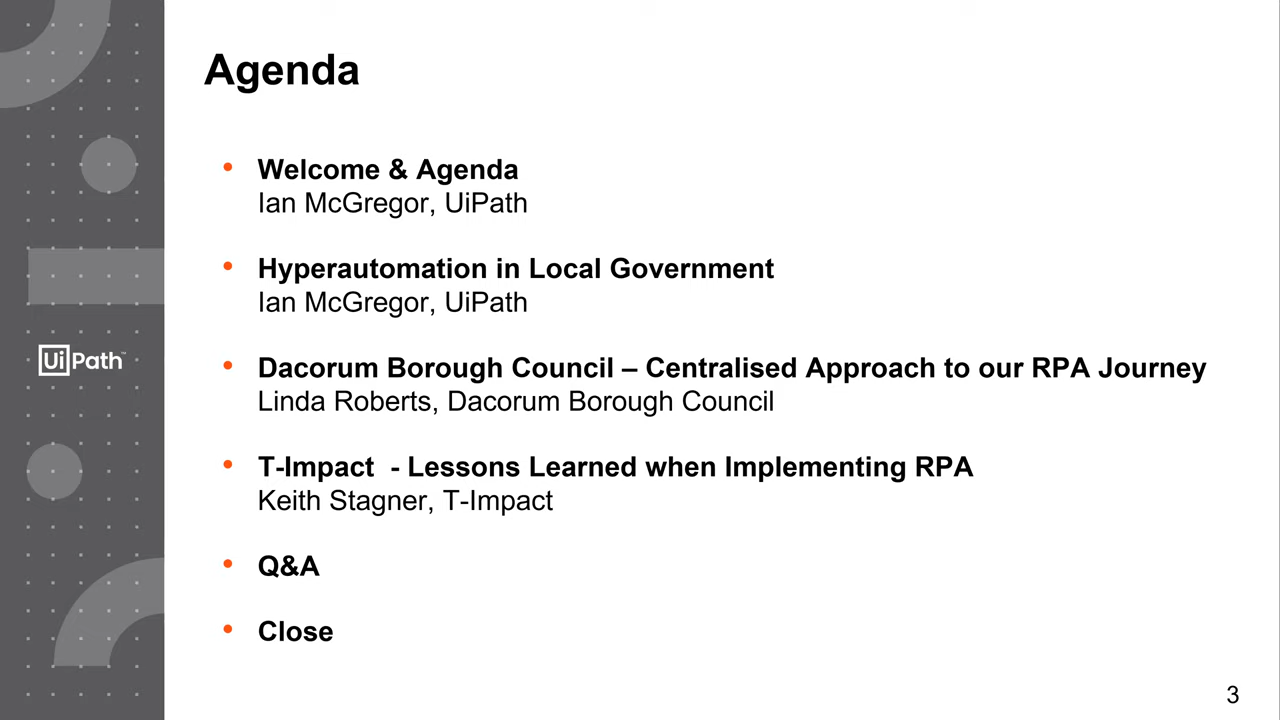 Agenda
• Welcome & Agenda
Ian McGregor, UiPath
• Hyperautomation in Local Government
Ian McGregor, UiPath
UiPath™
• Dacorum Borough Council – Centralised Approach to our RPA Journey
Linda Roberts, Dacorum Borough Council
• T-Impact  - Lessons Learned when Implementing RPA
Keith Stagner, T-Impact
• Q&A
• Close
3